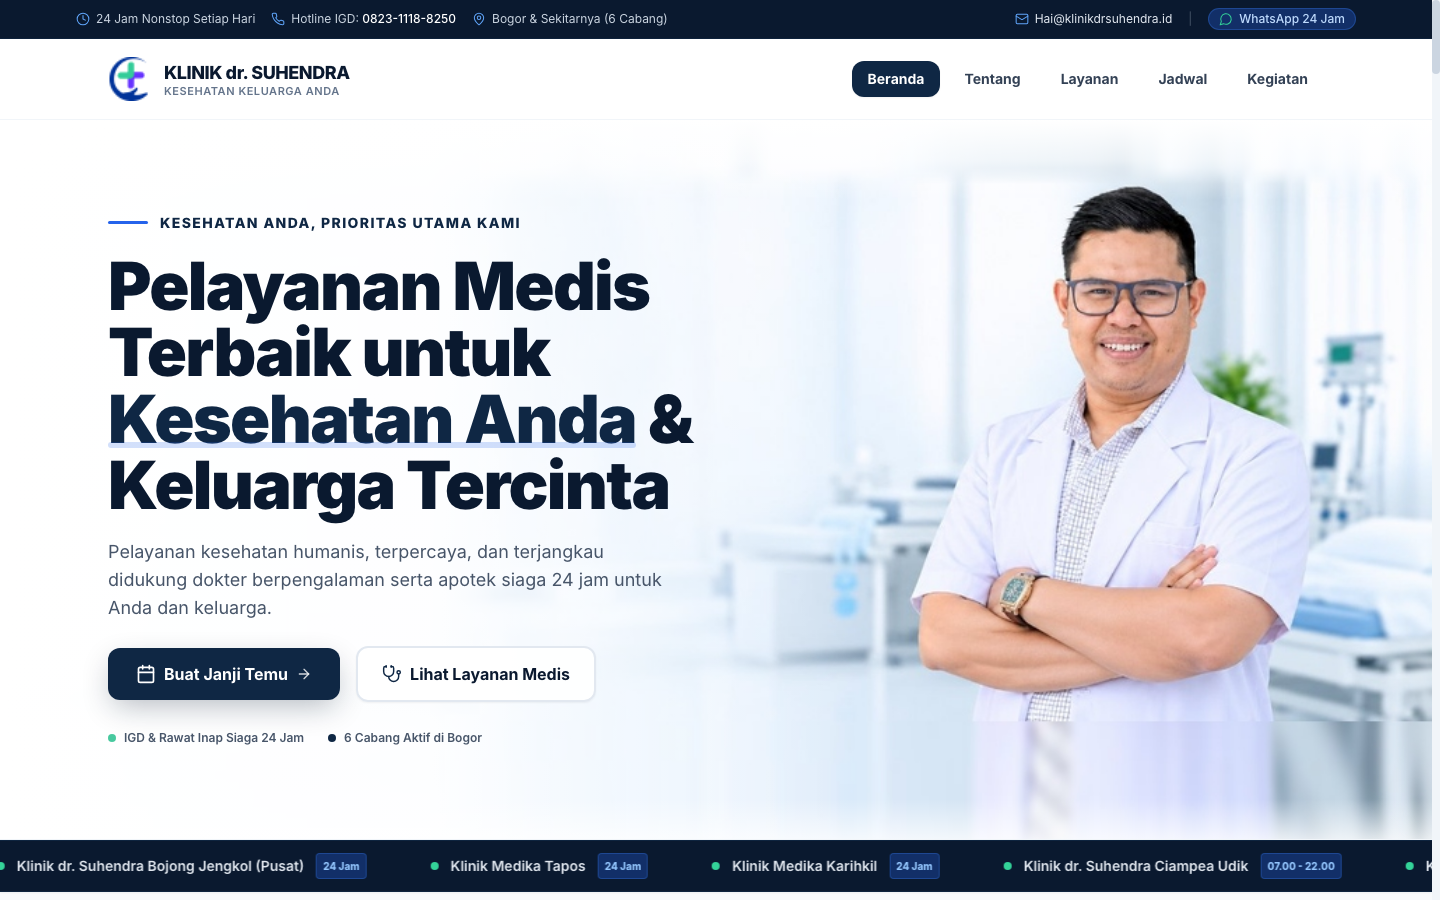 24 Jam Nonstop Setiap Hari
Hotline IGD: 0823-1118-8250
Bogor & Sekitarnya (6 Cabang)
Hai@klinikdrsuhendra.id
WhatsApp 24 Jam
KLINIK dr. SUHENDRA
KESEHATAN KELUARGA ANDA
Beranda
Tentang
Layanan
Jadwal
Kegiatan
KESEHATAN ANDA, PRIORITAS UTAMA KAMI
Pelayanan Medis
Terbaik untuk
Kesehatan Anda &
Keluarga Tercinta
Pelayanan kesehatan humanis, terpercaya, dan terjangkau
didukung dokter berpengalaman serta apotek siaga 24 jam untuk
Anda dan keluarga.
Buat Janji Temu
Lihat Layanan Medis
IGD & Rawat Inap Siaga 24 Jam
6 Cabang Aktif di Bogor
Klinik dr. Suhendra Bojong Jengkol (Pusat)
24 Jam
Klinik Medika Tapos
24 Jam
Klinik Medika Karihkil
24 Jam
Klinik dr. Suhendra Ciampea Udik
07.00 - 22.00